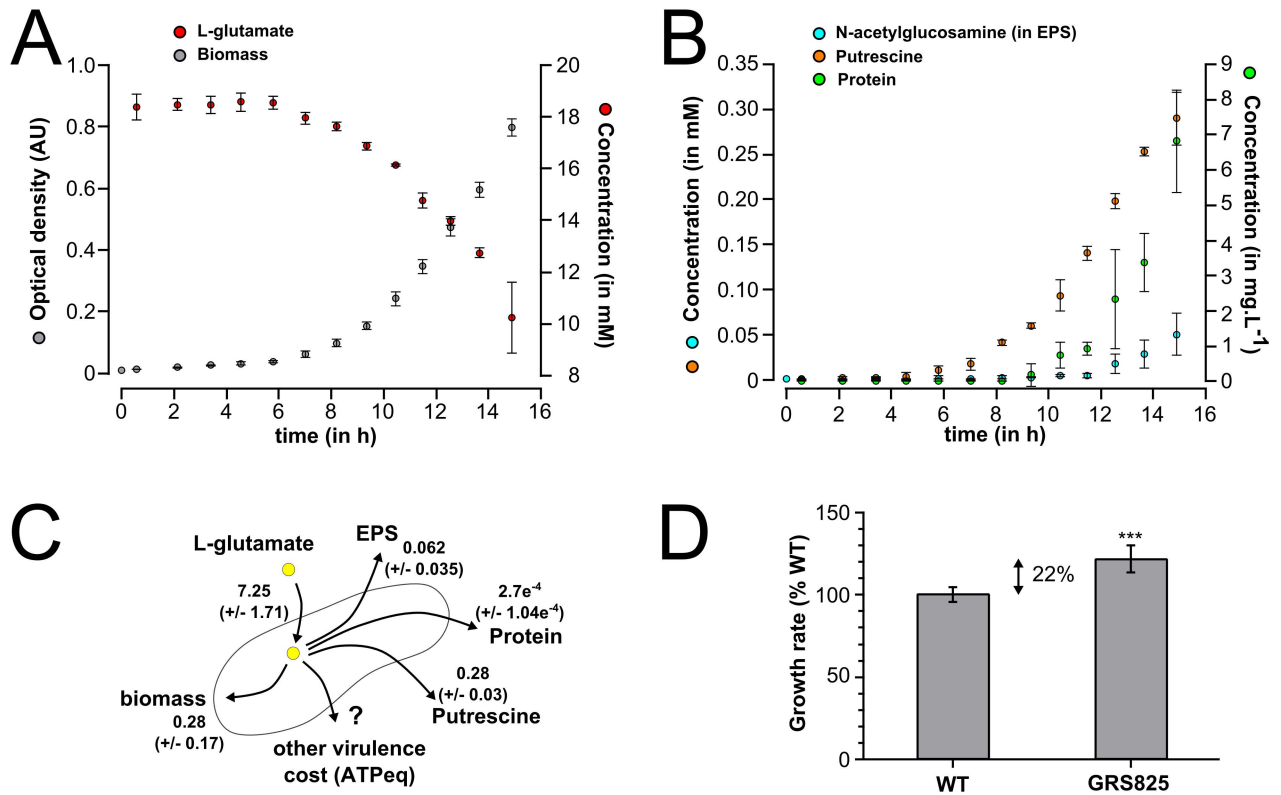 A
L-glutamate
Biomass
1.0
0.8
0.6
0.4
0.2
0
Optical density (AU)
20
18
16
14
12
10
8
Concentration (in mM)
0 2 4 6 8 10 12 14 16
time (in h)
B
N-acetylglucosamine (in EPS)
Putrescine
Protein
0.35
0.30
0.25
0.20
0.15
0.10
0.05
0
Concentration (in mM)
9
8
7
6
5
4
3
2
1
0
Concentration (in mg.L-1)
0 2 4 6 8 10 12 14 16
time (in h)
C
L-glutamate
7.25
(+/- 1.71)
EPS
0.062
(+/- 0.035)
2.7e-4
(+/- 1.04e-4)
Protein
0.28
(+/- 0.03)
Putrescine
biomass
0.28
(+/- 0.17)
?
other virulence
cost (ATPeq)
D
Growth rate (% WT)
150
100
50
0
22%
***
WT GRS825